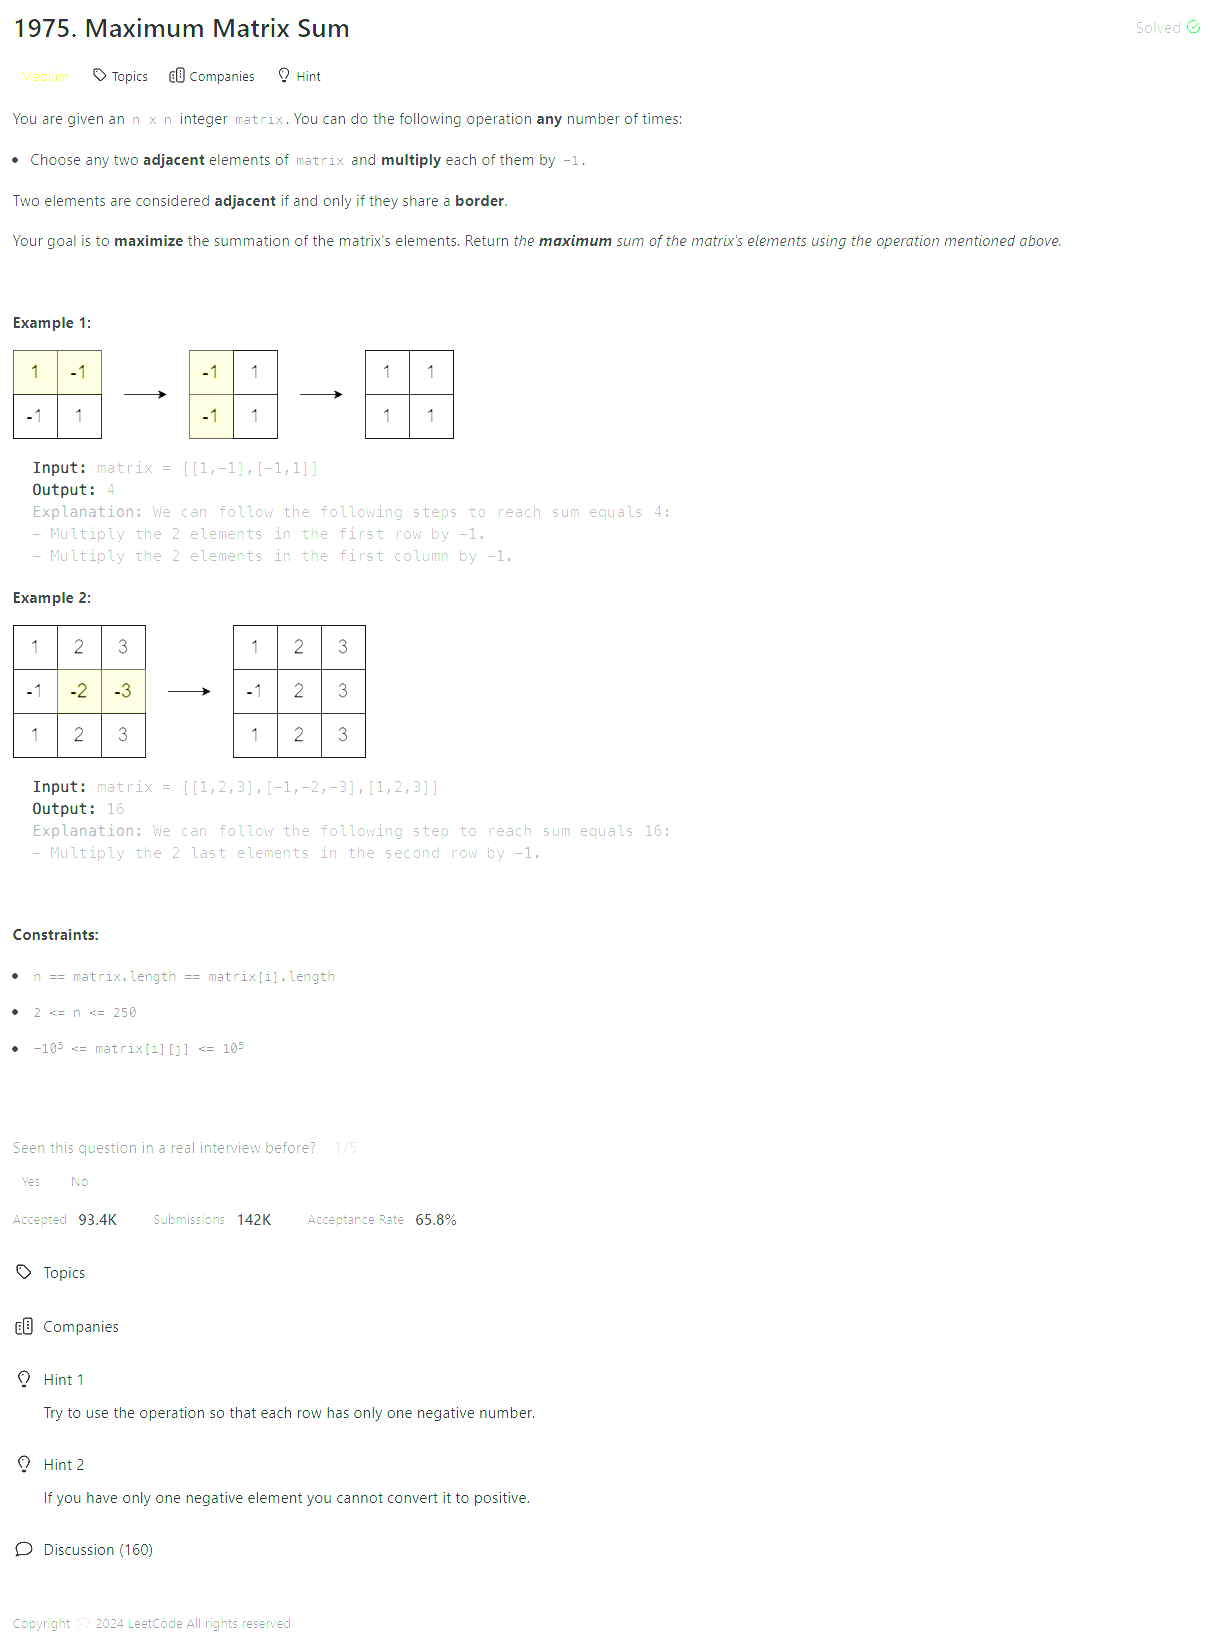 1975. Maximum Matrix Sum
Solved
Medium Topics Companies Hint
You are given an n x n integer matrix. You can do the following operation any number of times:
• Choose any two adjacent elements of matrix and multiply each of them by -1.
Two elements are considered adjacent if and only if they share a border.
Your goal is to maximize the summation of the matrix's elements. Return the maximum sum of the matrix's elements using the operation mentioned above.
Example 1:
1 -1 -1 1 1 1
-1 1 -1 1 1 1
Input: matrix = [[1,-1],[-1,1]]
Output: 4
Explanation: We can follow the following steps to reach sum equals 4:
- Multiply the 2 elements in the first row by -1.
- Multiply the 2 elements in the first column by -1.
Example 2:
1 2 3 1 2 3
-1 -2 -3 -1 2 3
1 2 3 1 2 3
Input: matrix = [[1,2,3],[-1,-2,-3],[1,2,3]]
Output: 16
Explanation: We can follow the following step to reach sum equals 16:
- Multiply the 2 last elements in the second row by -1.
Constraints:
• n == matrix.length == matrix[i].length
• 2 <= n <= 250
• -10⁵ <= matrix[i][j] <= 10⁵
Seen this question in a real interview before? 1/5
Yes No
Accepted 93.4K Submissions 142K Acceptance Rate 65.8%
Topics
Companies
Hint 1
Try to use the operation so that each row has only one negative number.
Hint 2
If you have only one negative element you cannot convert it to positive.
Discussion (160)
Copyright © 2024 LeetCode All rights reserved